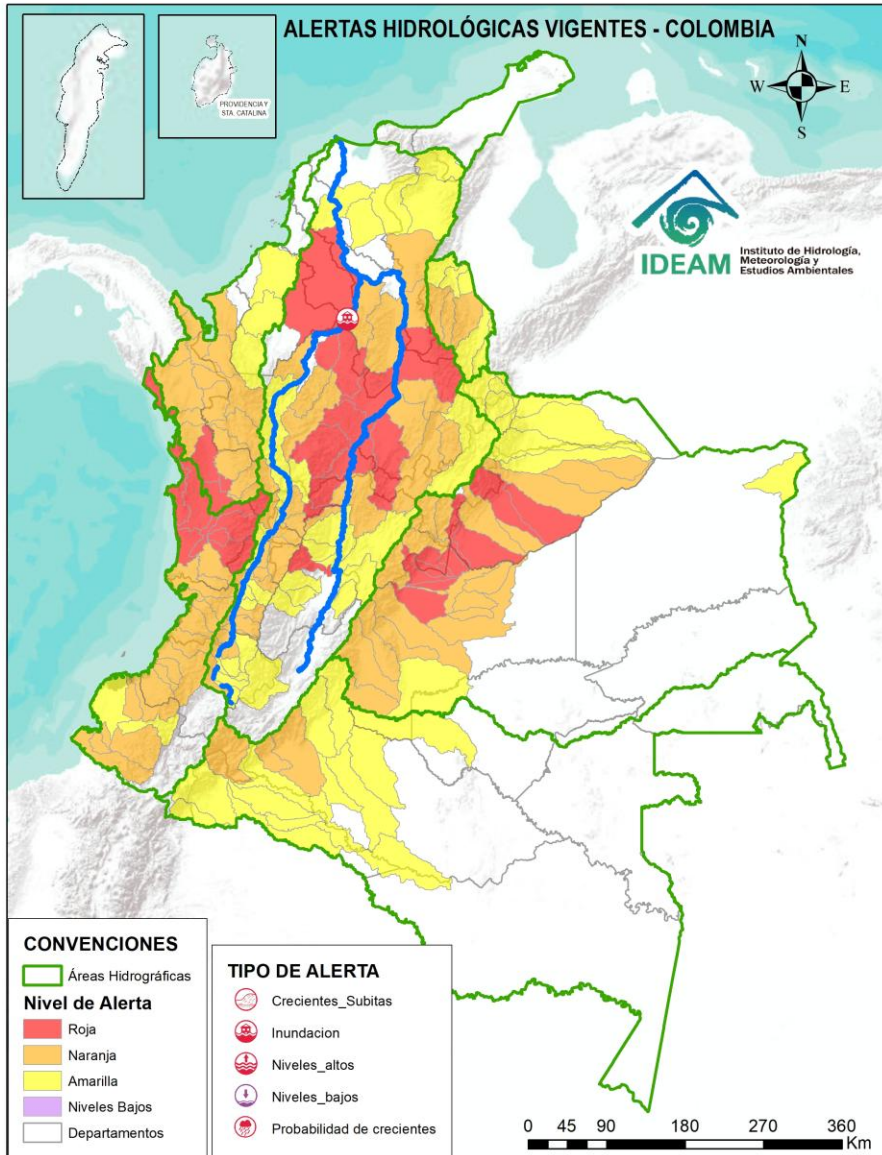 ALERTAS HIDROLÓGICAS VIGENTES - COLOMBIA
PROVIDENCIA Y
STA. CATALINA
N
W
E
S
IDEAM
Instituto de Hidrología,
Meteorología y
Estudios Ambientales
CONVENCIONES
Áreas Hidrográficas
Nivel de Alerta
Roja
Naranja
Amarilla
Niveles Bajos
Departamentos
TIPO DE ALERTA
Crecientes_Subitas
Inundacion
Niveles_altos
Niveles_bajos
Probabilidad de crecientes
0 45 90 180 270 360
Km